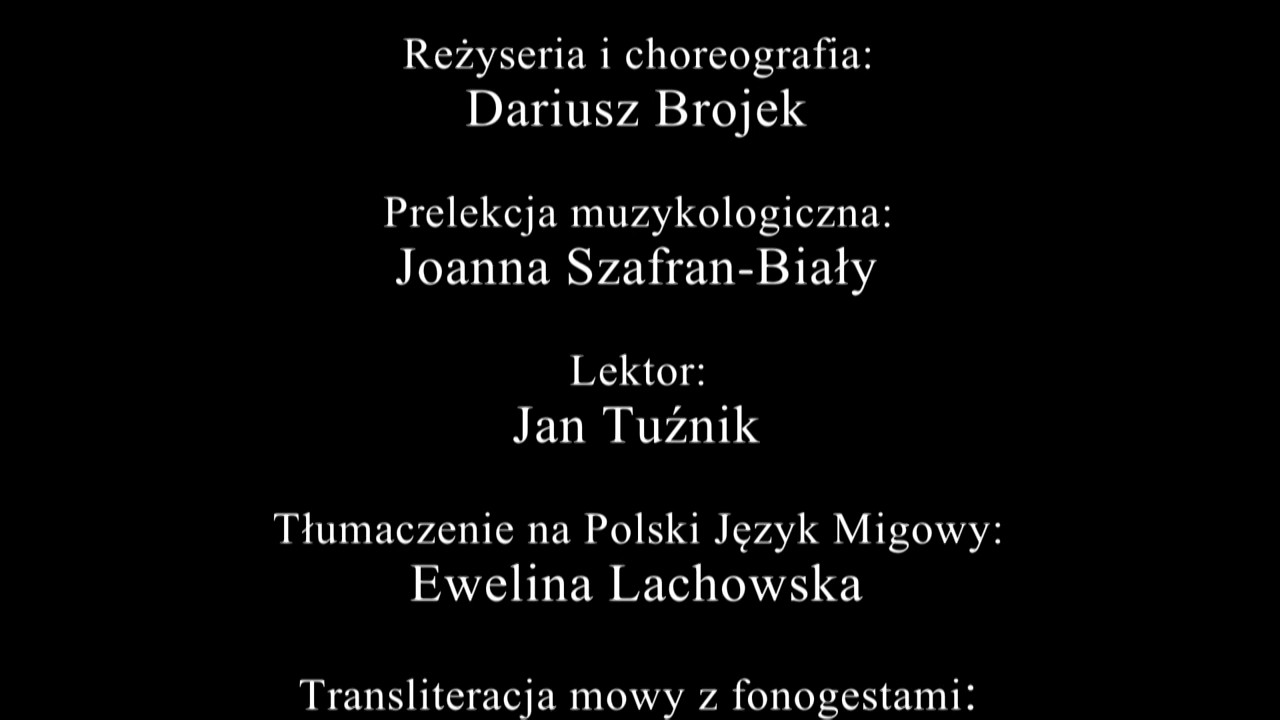 Reżyseria i choreografia:
Dariusz Brojek
Prelekcja muzykologiczna:
Joanna Szafran-Biały
Lektor:
Jan Tuźnik
Tłumaczenie na Polski Język Migowy:
Ewelina Lachowska
Transliteracja mowy z fonogestami: